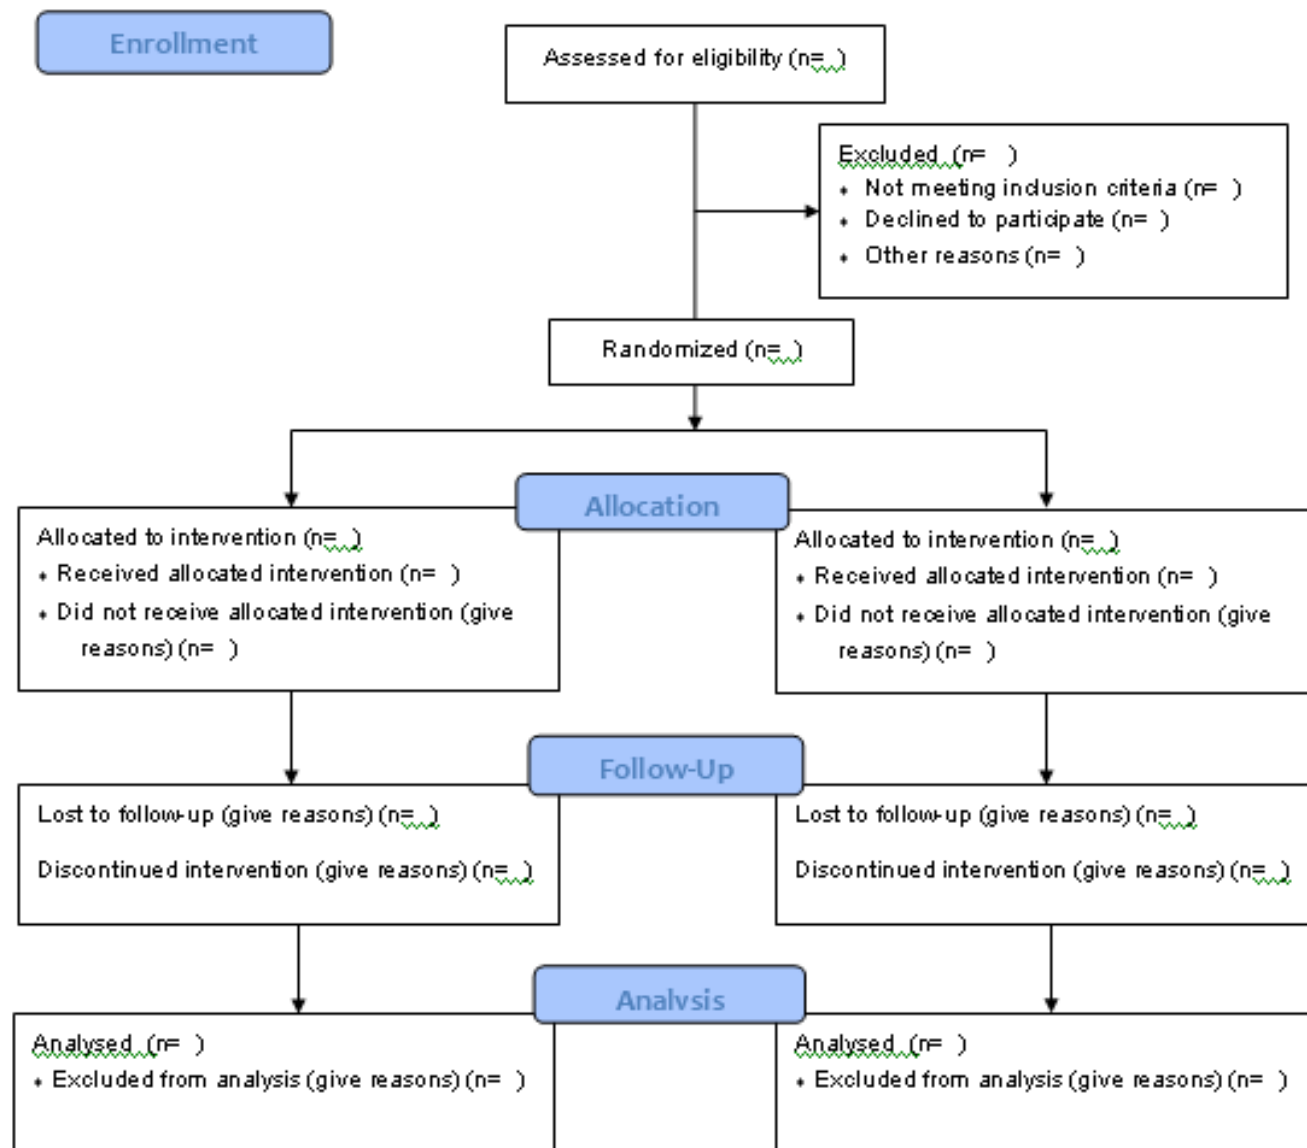 Enrollment
Assessed for eligibility (n= )
Excluded (n= )
♦ Not meeting inclusion criteria (n= )
♦ Declined to participate (n= )
♦ Other reasons (n= )
Randomized (n= )
Allocation
Allocated to intervention (n= )
♦ Received allocated intervention (n= )
♦ Did not receive allocated intervention (give
reasons) (n= )
Allocated to intervention (n= )
♦ Received allocated intervention (n= )
♦ Did not receive allocated intervention (give
reasons) (n= )
Follow-Up
Lost to follow-up (give reasons) (n= )
Discontinued intervention (give reasons) (n= )
Lost to follow-up (give reasons) (n= )
Discontinued intervention (give reasons) (n= )
Analysis
Analysed (n= )
♦ Excluded from analysis (give reasons) (n= )
Analysed (n= )
♦ Excluded from analysis (give reasons) (n= )